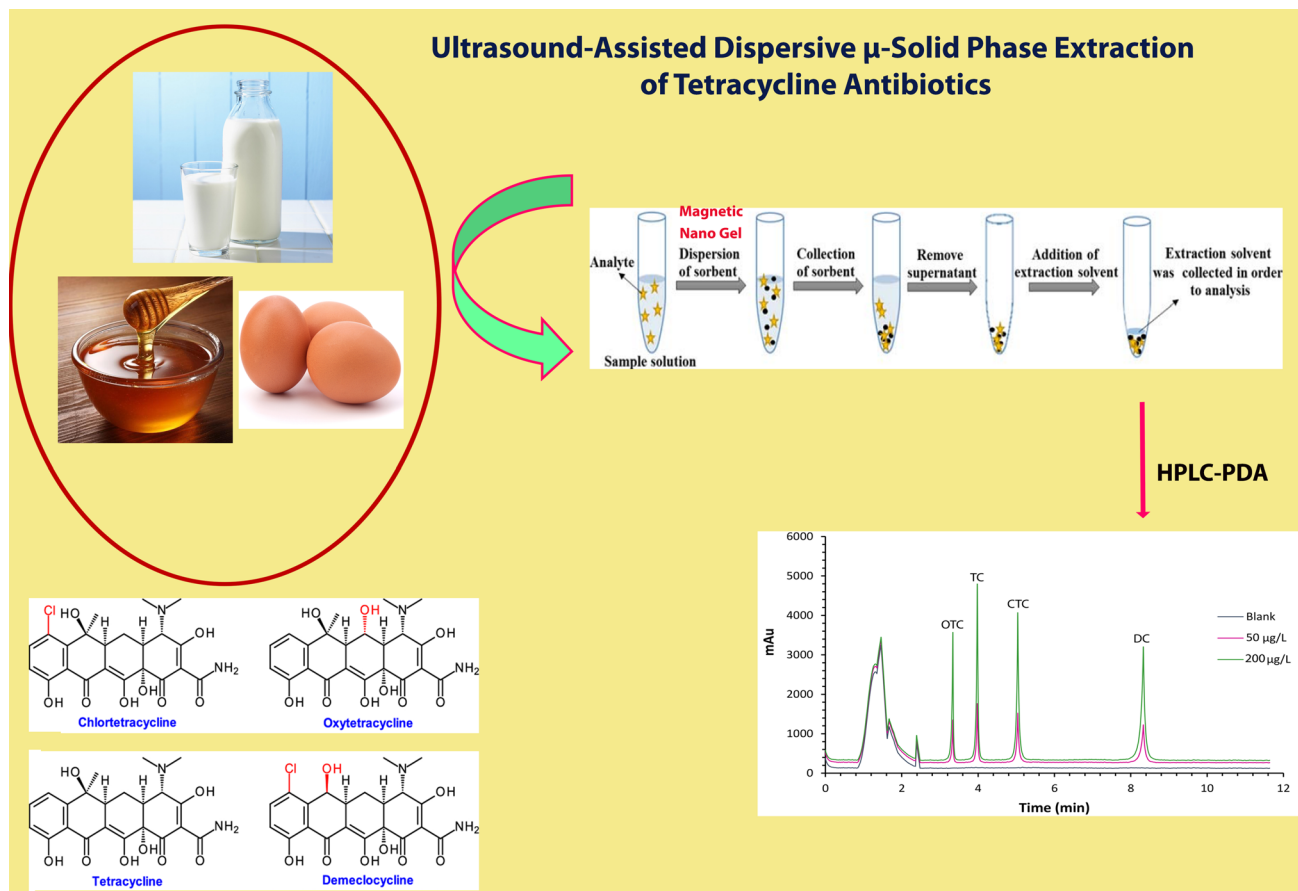 Ultrasound-Assisted Dispersive µ-Solid Phase Extraction
of Tetracycline Antibiotics
Magnetic
Nano Gel
Analyte
Dispersion
of sorbent
Collection
of sorbent
Remove
supernatant
Addition of
extraction solvent
Extraction solvent
was collected in order
to analysis
Sample solution
HPLC-PDA
6000
5000
4000
3000
2000
1000
0
mAu
OTC
TC
CTC
DC
Blank
50 µg/L
200 µg/L
0
2
4
6
8
10
12
Time (min)
Cl
HO
H
H
N
OH
NH2
OH
O
OH
OH
O
O
Chlortetracycline
HO
H
OH
H
N
OH
NH2
OH
O
OH
OH
O
O
Oxytetracycline
HO
H
H
N
OH
NH2
OH
O
OH
OH
O
O
Tetracycline
Cl
OH
H
H
N
OH
NH2
OH
O
OH
OH
O
O
Demeclocycline